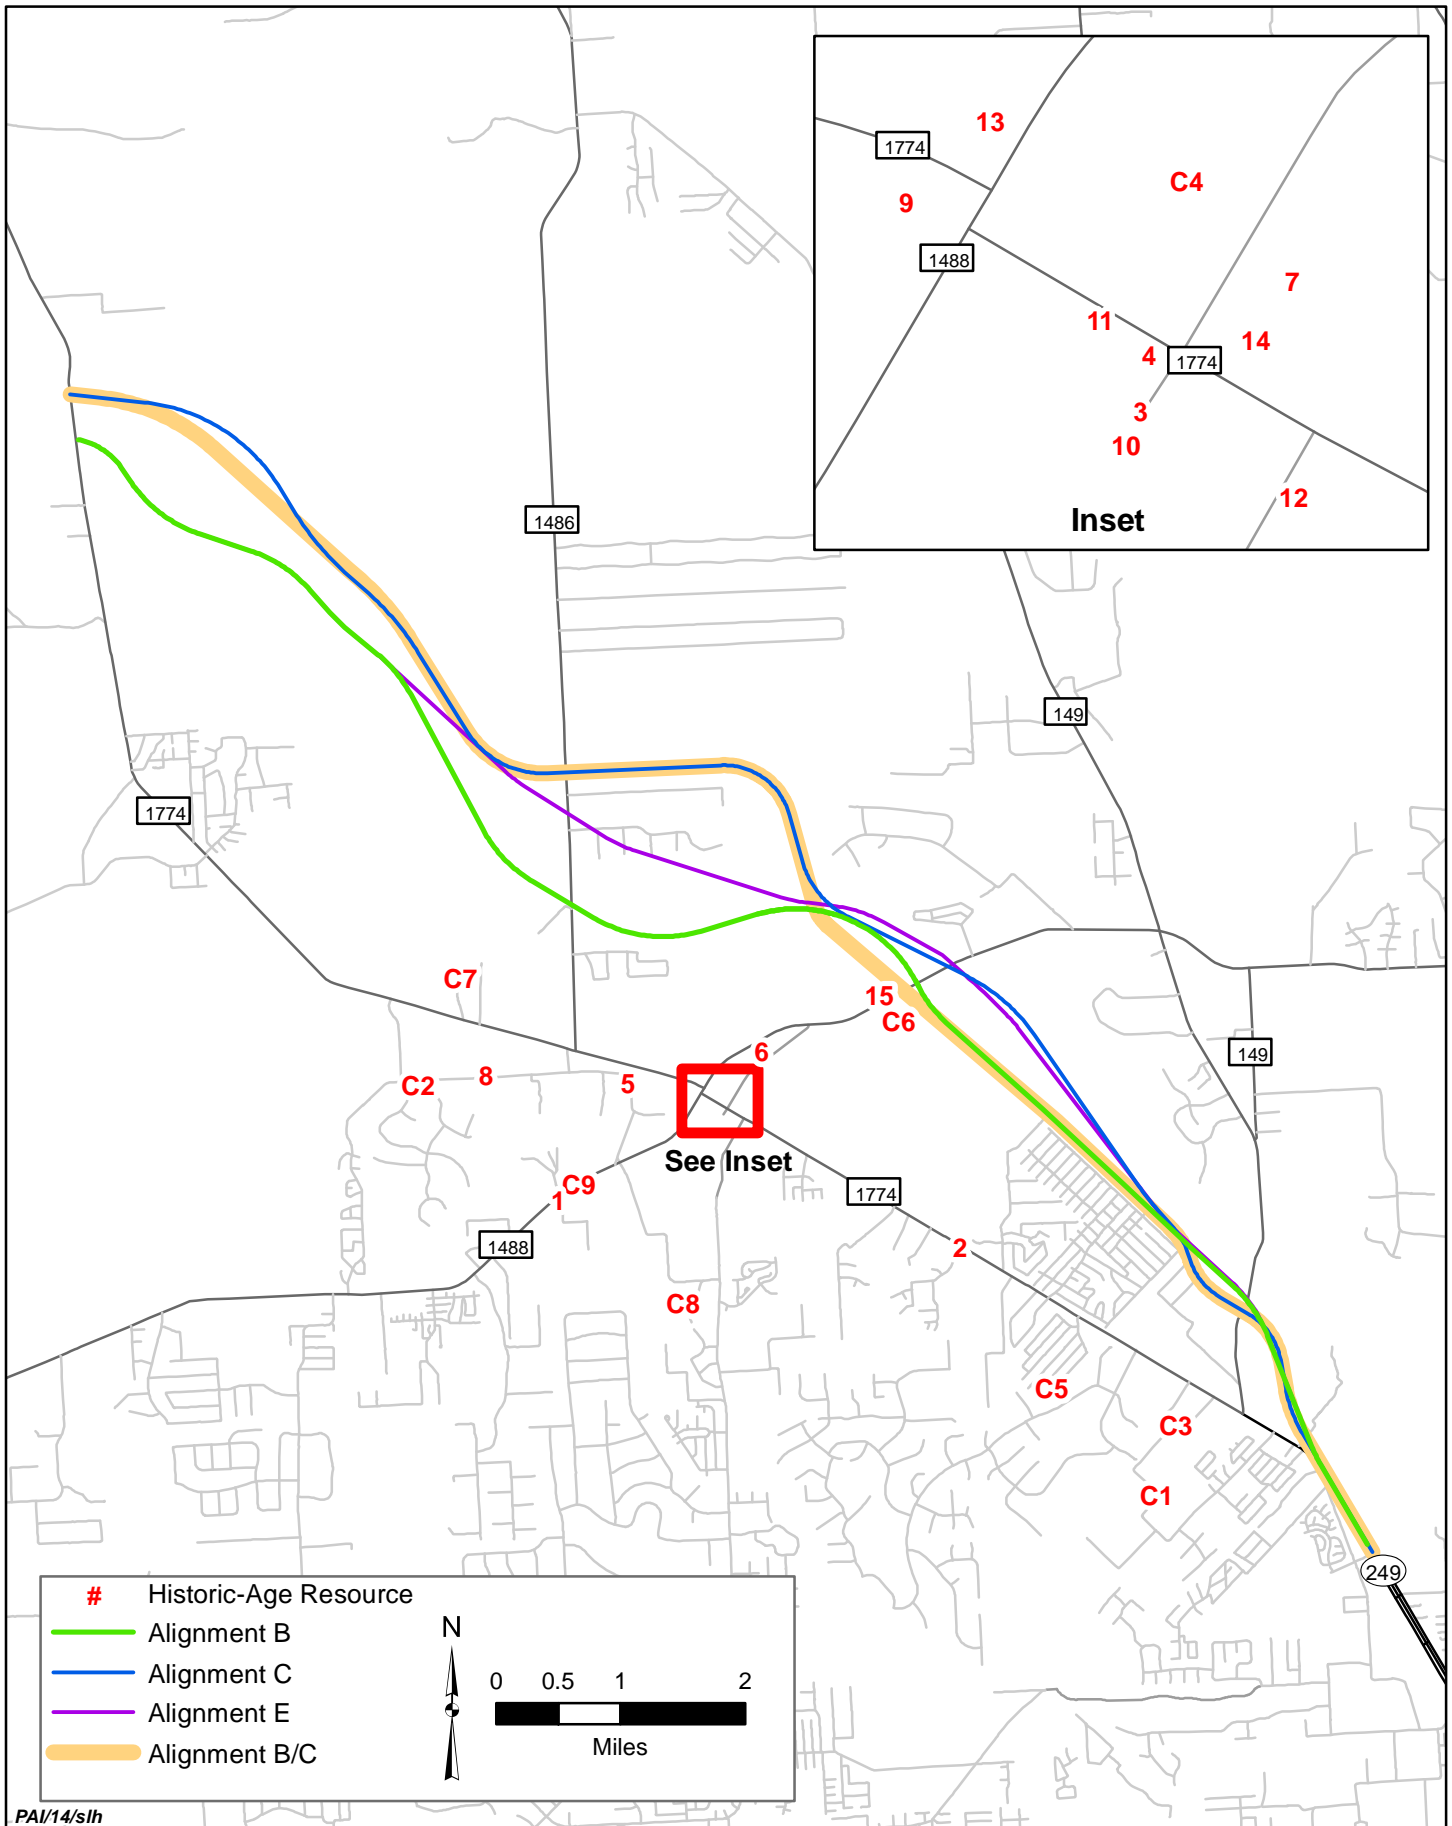 13
1774
C4
9
1488
7
11
14
4
1774
3
10
12
Inset
1486
149
1774
C7
15
C6
149
6
8
C2
5
See Inset
C9
1
1774
1488
2
C8
C5
C3
C1
249
# Historic-Age Resource
Alignment B
Alignment C
Alignment E
Alignment B/C
N
0 0.5 1 2
Miles
PAI/14/slh